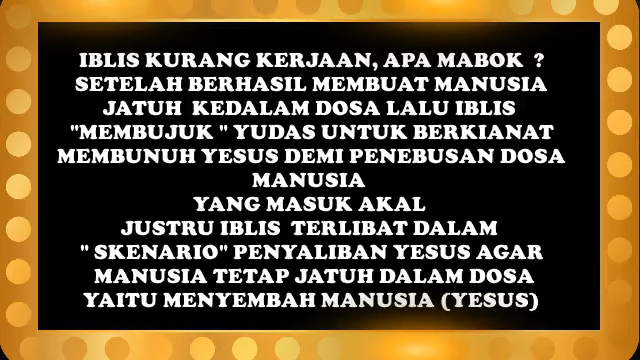 IBLIS KURANG KERJAAN, APA MABOK ?
SETELAH BERHASIL MEMBUAT MANUSIA
JATUH KEDALAM DOSA LALU IBLIS
"MEMBUJUK " YUDAS UNTUK BERKIANAT
MEMBUNUH YESUS DEMI PENEBUSAN DOSA
MANUSIA
YANG MASUK AKAL
JUSTRU IBLIS TERLIBAT DALAM
" SKENARIO" PENYALIBAN YESUS AGAR
MANUSIA TETAP JATUH DALAM DOSA
YAITU MENYEMBAH MANUSIA (YESUS)